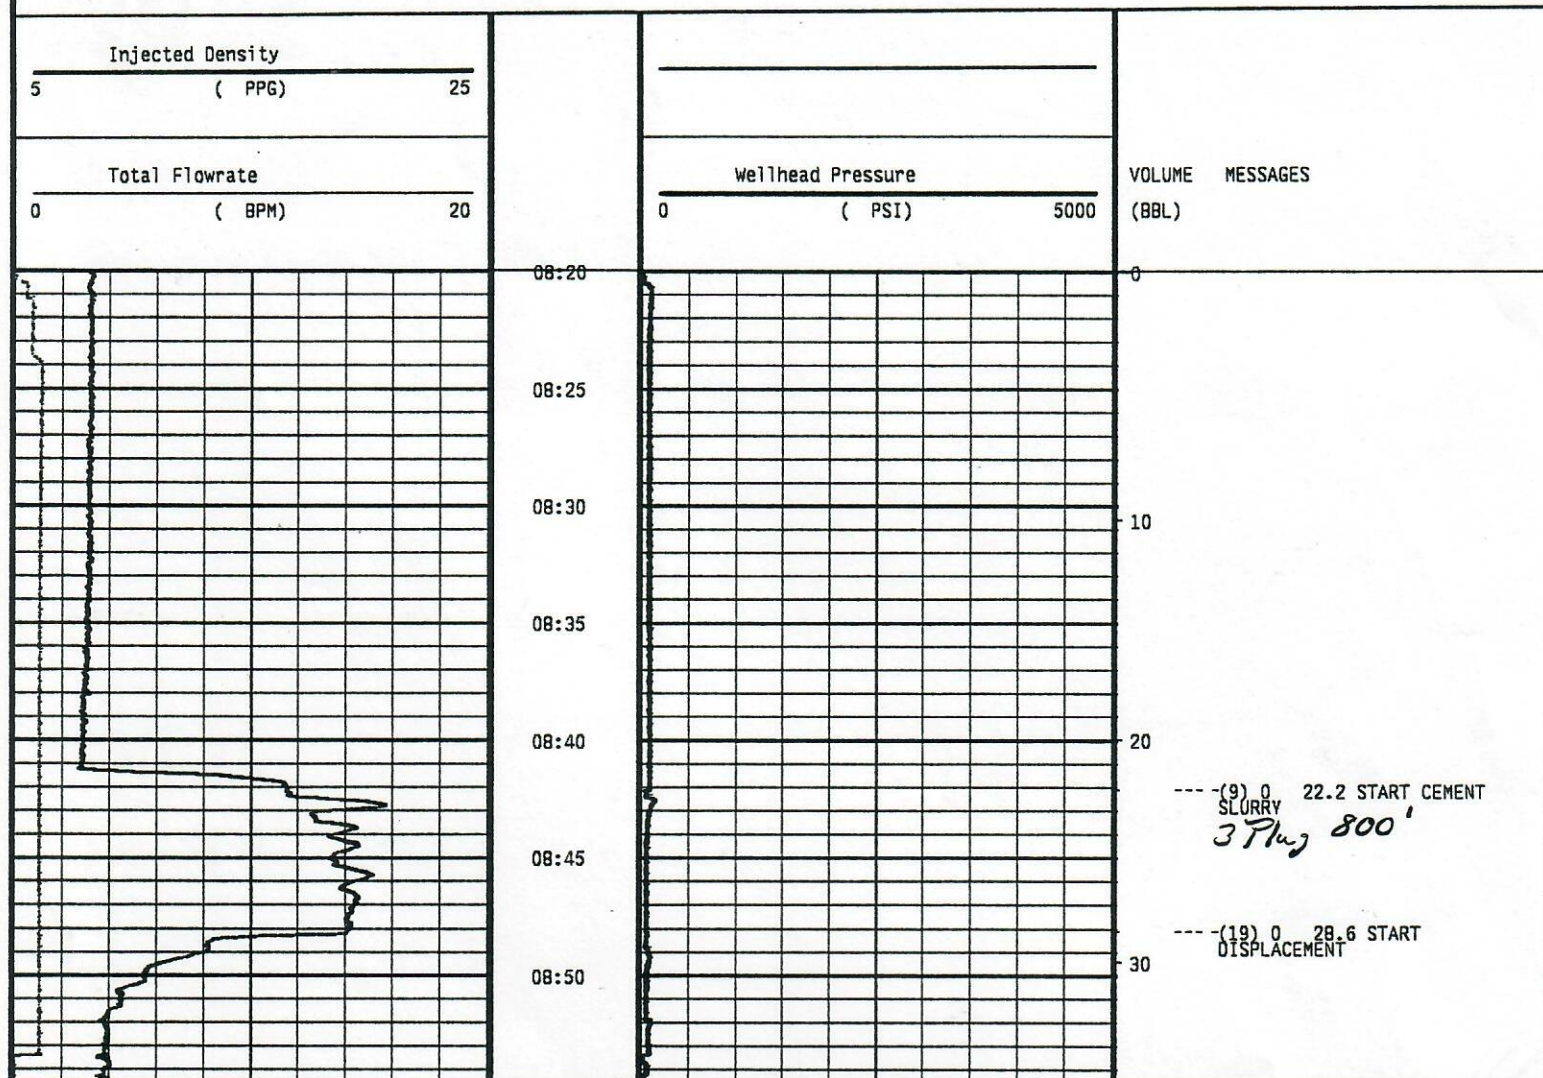 Injected Density
5 ( PPG) 25
Total Flowrate
0 ( BPM) 20
Wellhead Pressure
0 ( PSI) 5000
VOLUME MESSAGES
(BBL)
08:20 0
08:25
08:30
10
08:35
08:40 20
----(9) 0 22.2 START CEMENT
SLURRY
3 Plug 800'
08:45
----(19) 0 28.6 START
DISPLACEMENT
08:50 30